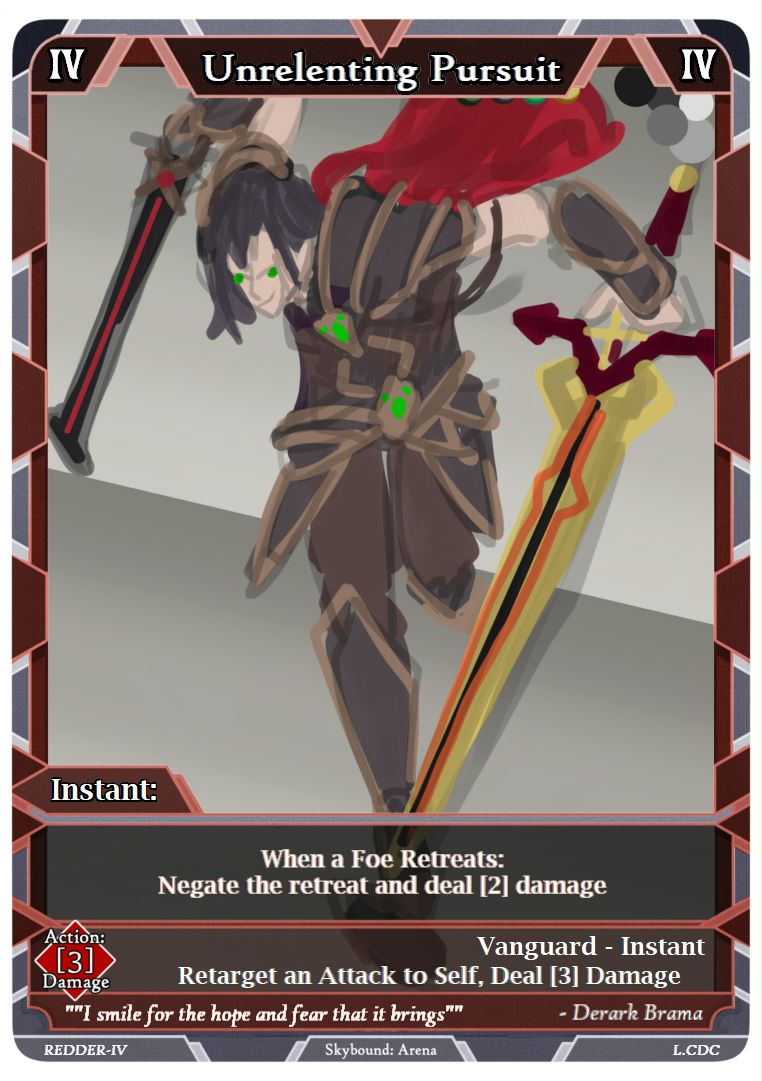 IV Unrelenting Pursuit IV
Instant:
When a Foe Retreats:
Negate the retreat and deal [2] damage
Action:
[3]
Damage
Vanguard - Instant
Retarget an Attack to Self, Deal [3] Damage
""I smile for the hope and fear that it brings"" - Derark Brama
REDDER-IV Skybound: Arena L.CDC